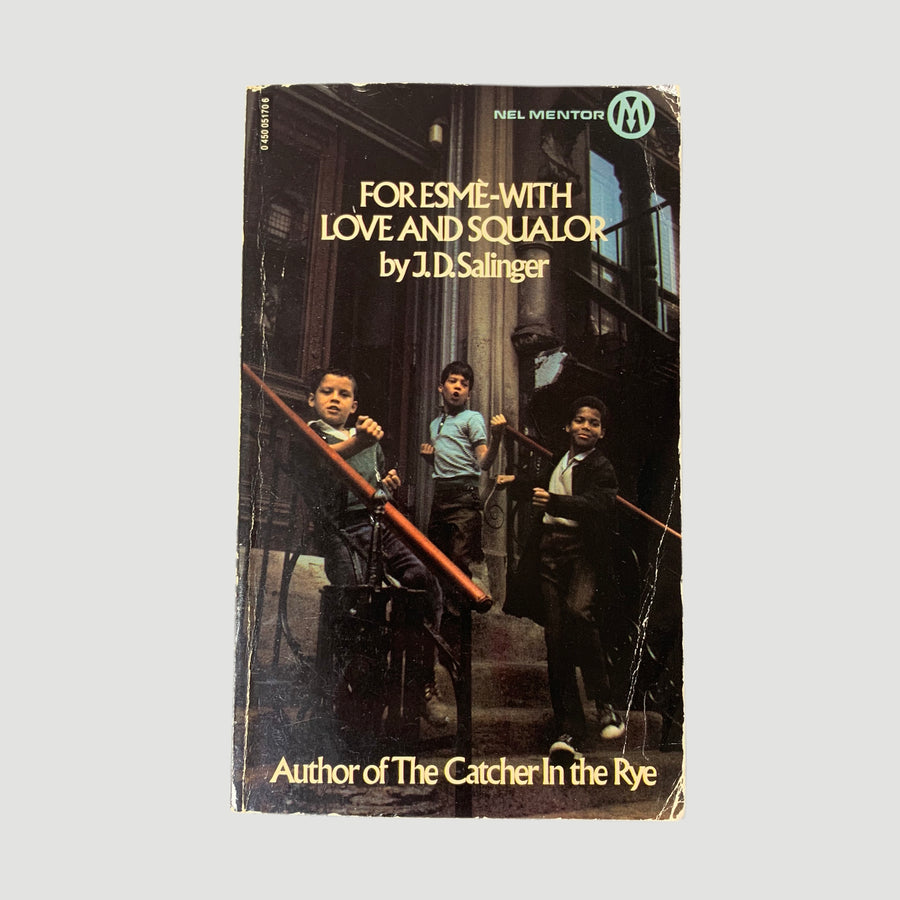 0 450 05170 6
NEL MENTOR
M
FOR ESMÈ-WITH
LOVE AND SQUALOR
by J.D. Salinger
Author of The Catcher In the Rye